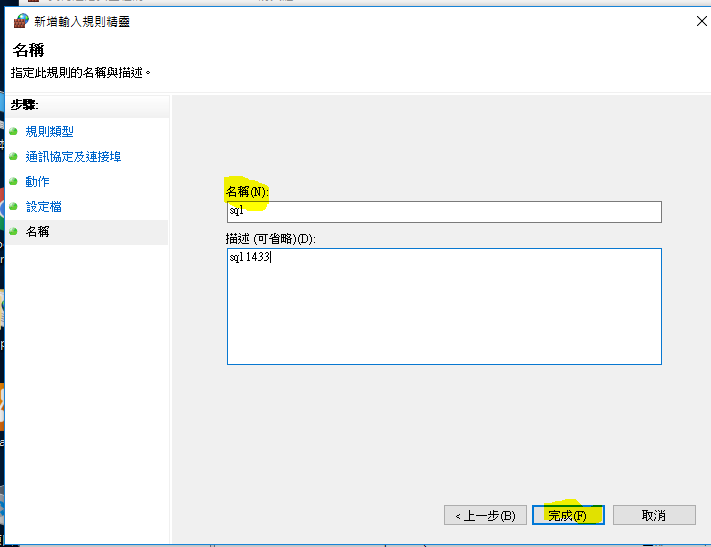 新增輸入規則精靈
名稱
指定此規則的名稱與描述。
步驟:
規則類型
通訊協定及連接埠
動作
設定檔
名稱
名稱(N):
sql
描述 (可省略)(D):
sql 1433
< 上一步(B)
完成(F)
取消